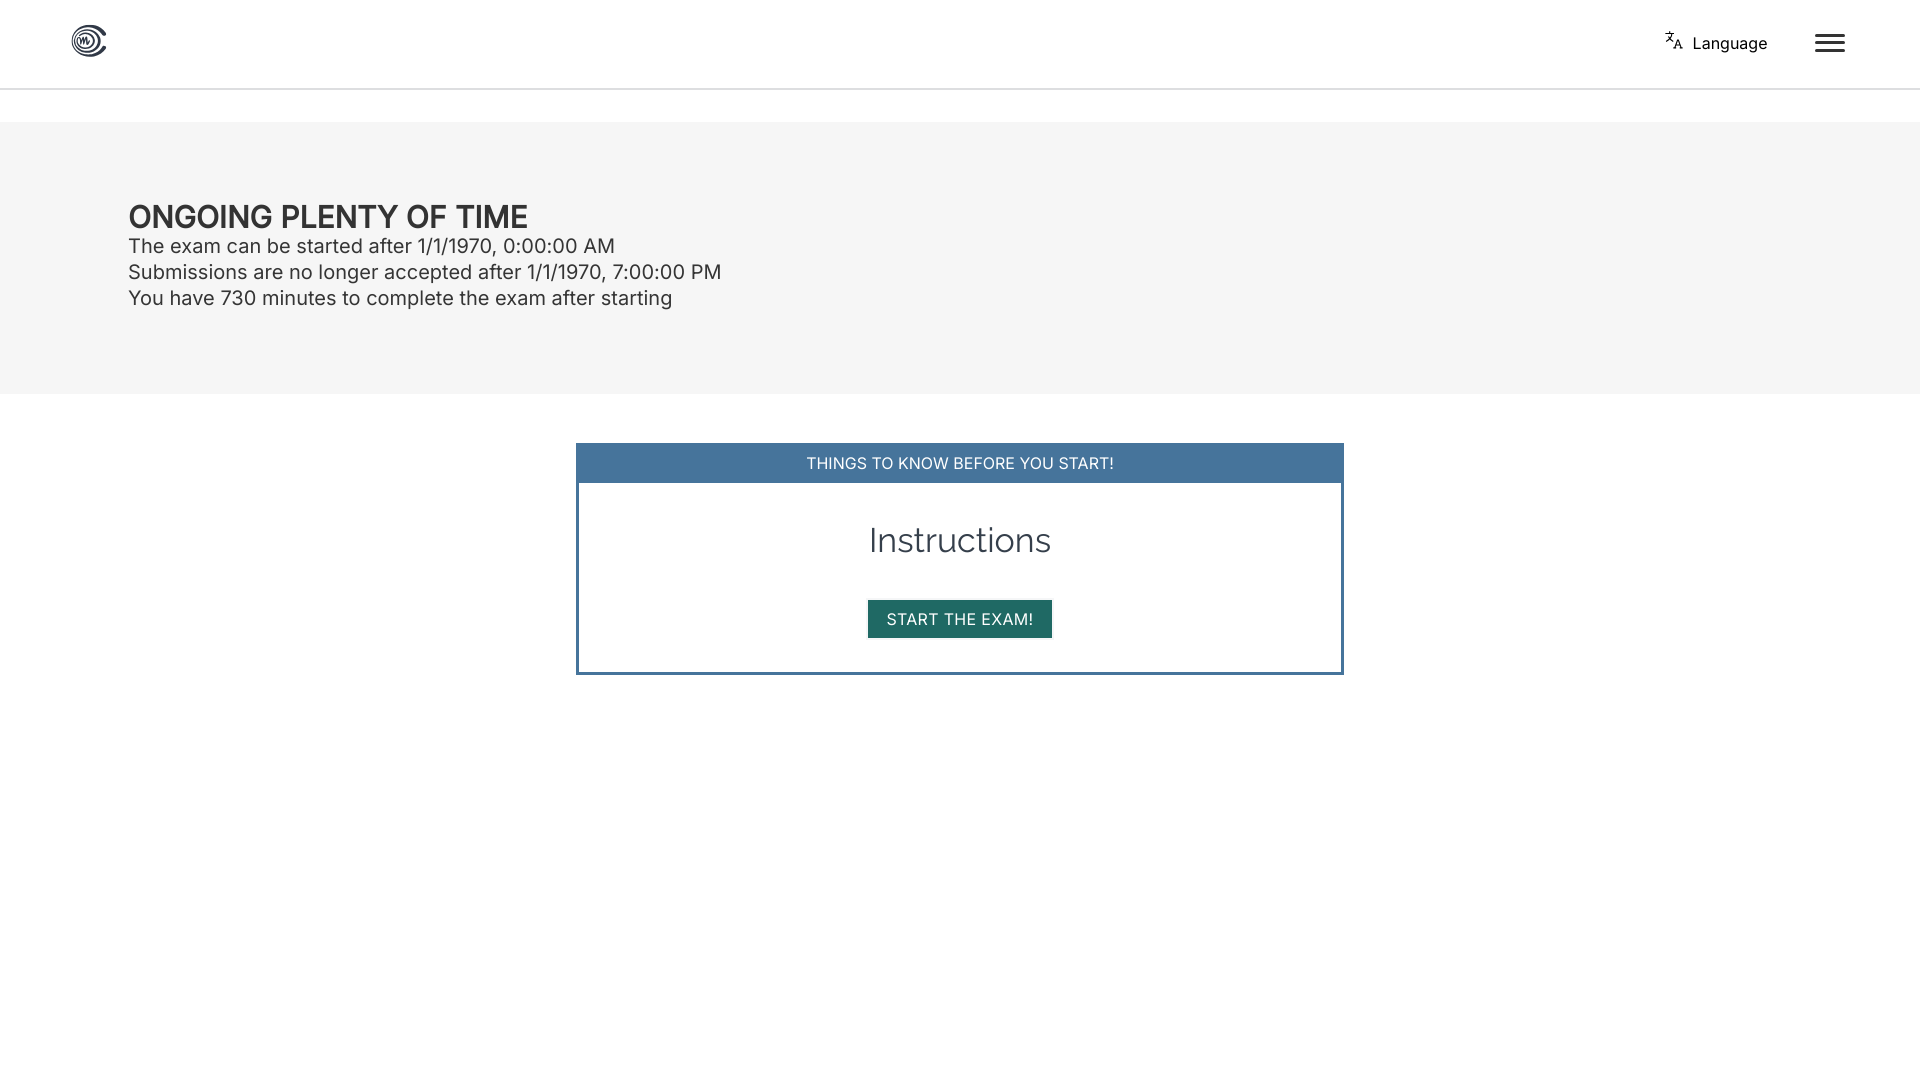 Language
ONGOING PLENTY OF TIME
The exam can be started after 1/1/1970, 0:00:00 AM
Submissions are no longer accepted after 1/1/1970, 7:00:00 PM
You have 730 minutes to complete the exam after starting
THINGS TO KNOW BEFORE YOU START!
Instructions
START THE EXAM!